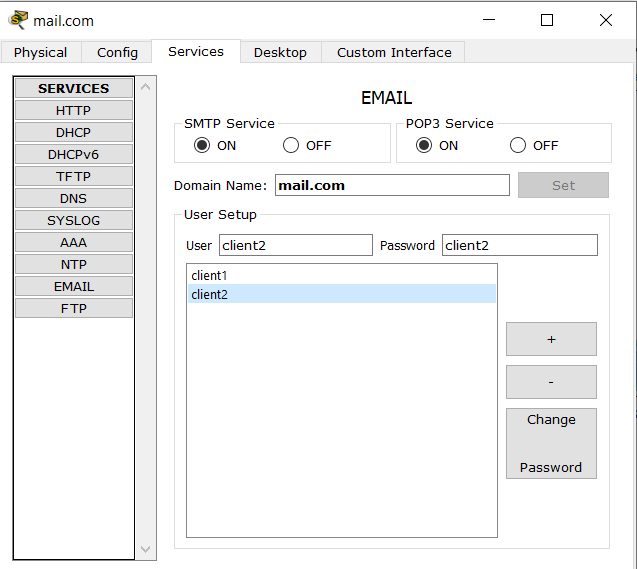 mail.com
Physical Config Services Desktop Custom Interface
SERVICES
HTTP
DHCP
DHCPv6
TFTP
DNS
SYSLOG
AAA
NTP
EMAIL
FTP
EMAIL
SMTP Service
ON OFF
POP3 Service
ON OFF
Domain Name: mail.com Set
User Setup
User client2 Password client2
client1
client2
+
-
Change
Password